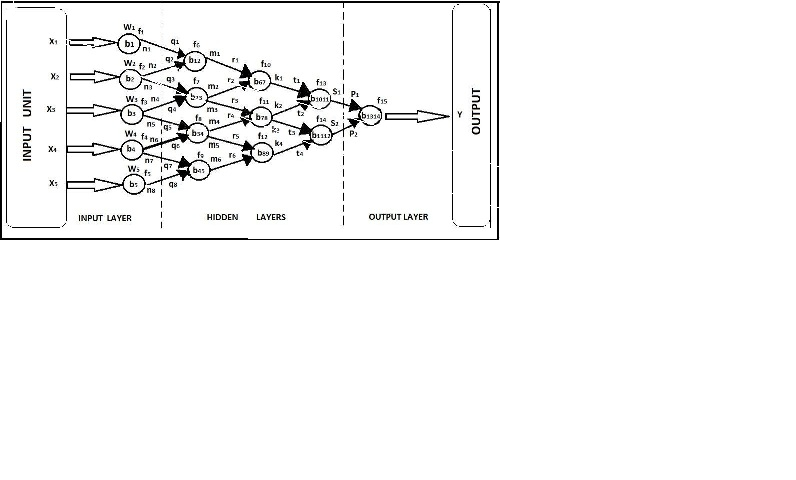 W1 f1
q1
X1
b1
n1
f6
m1
q2
b12
W2 f2 n2
r1
f10
X2
b2
n3
q3
f7
m2
r2
b67
k1
t1
f13
S1
P1
f15
W3 f3 n4
b23
r3
f11
b1011
X3
b3
q4
m3
f8
m4
r4
b78
k2
t2
f14
b1314
Y
n5
q5
b34
k3
t3
S2
P2
W4 f4 n6
q6
m5
r5
f12
b1112
X4
b4
n7
f9
m6
r6
b89
k4
t4
W5 f5
q7
b45
X5
b5
n8
q8
INPUT UNIT
OUTPUT
INPUT LAYER
HIDDEN LAYERS
OUTPUT LAYER